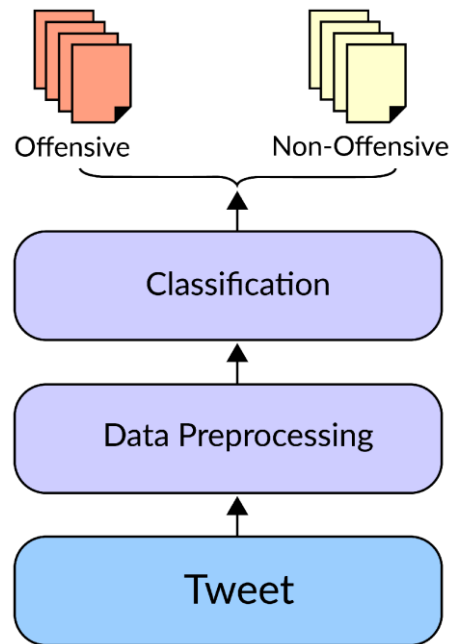 Offensive
Non-Offensive
Classification
Data Preprocessing
Tweet